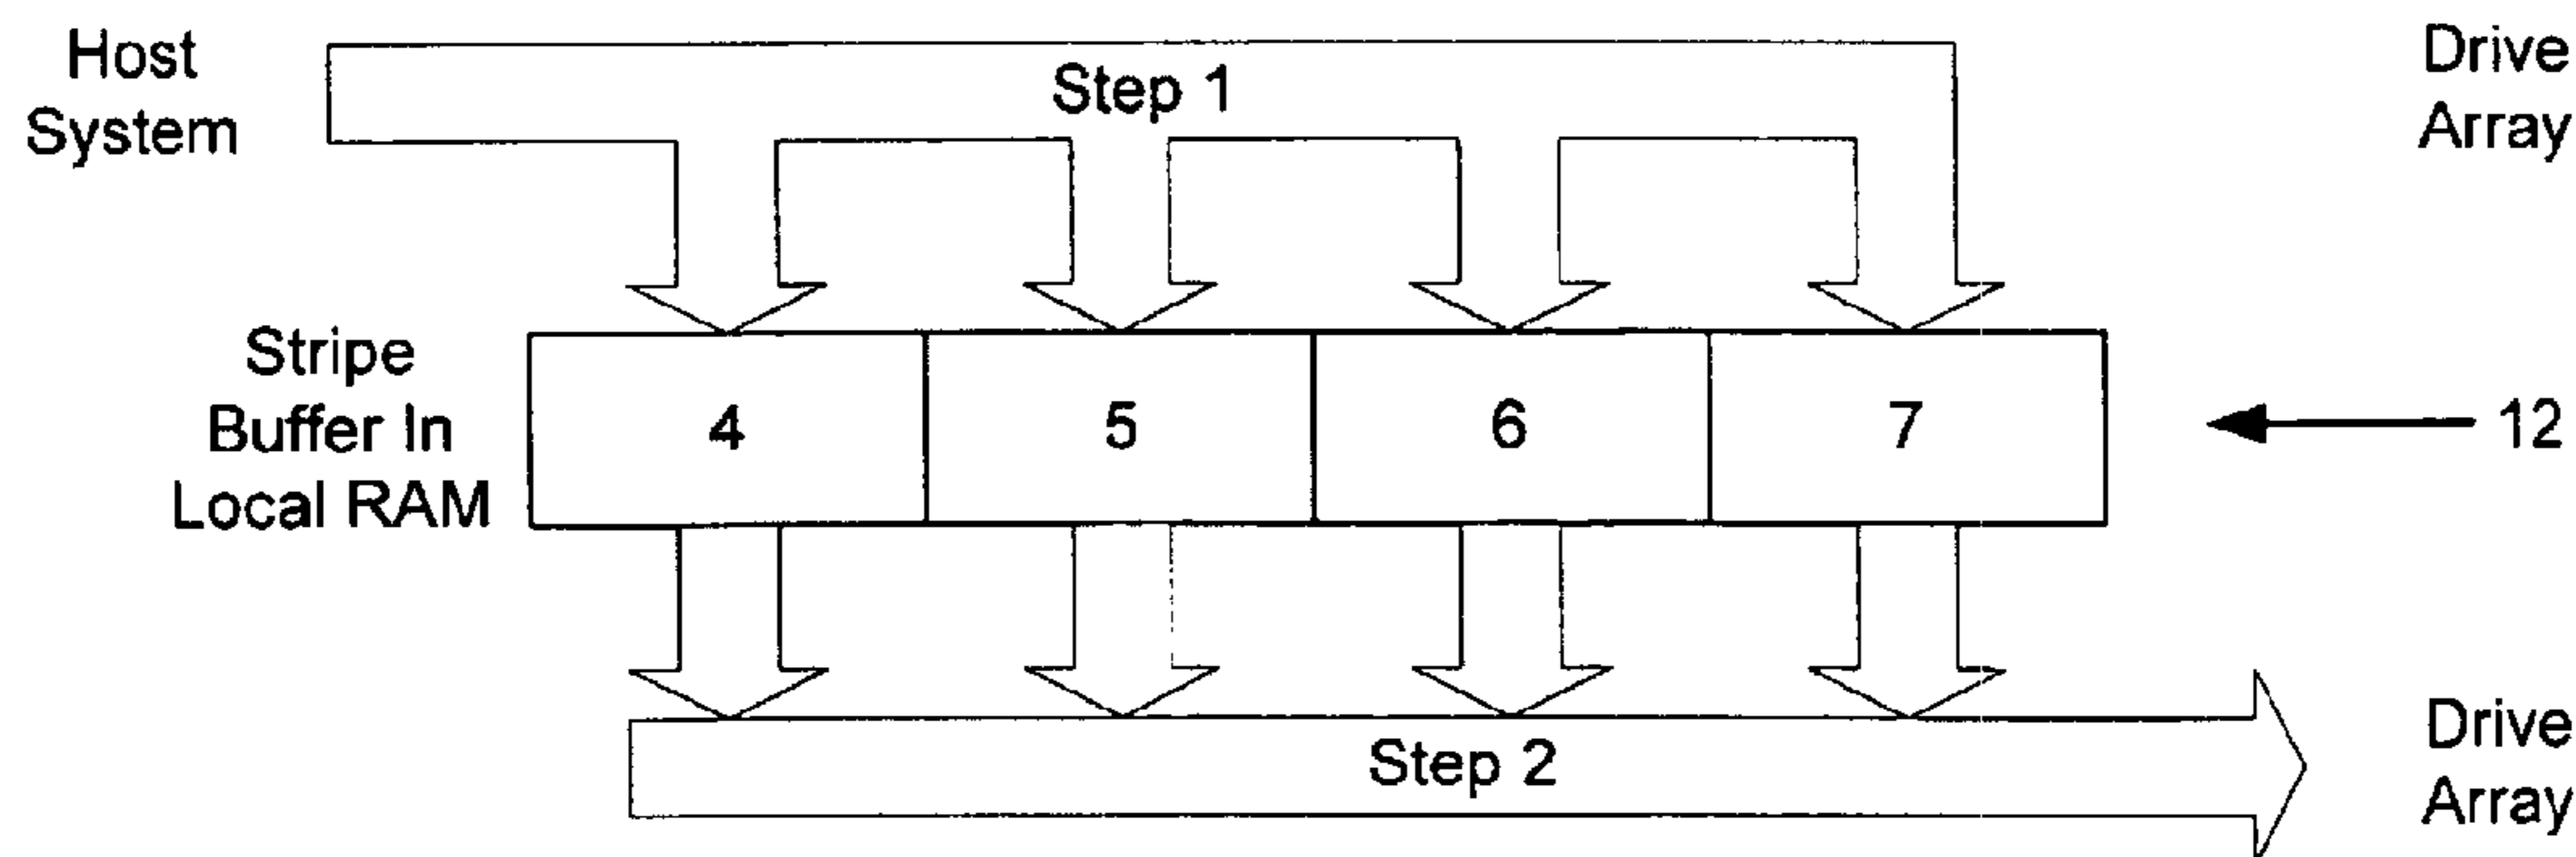 Host
System
Step 1
Drive
Array
Stripe
Buffer In
Local RAM
4
5
6
7
12
Step 2
Drive
Array